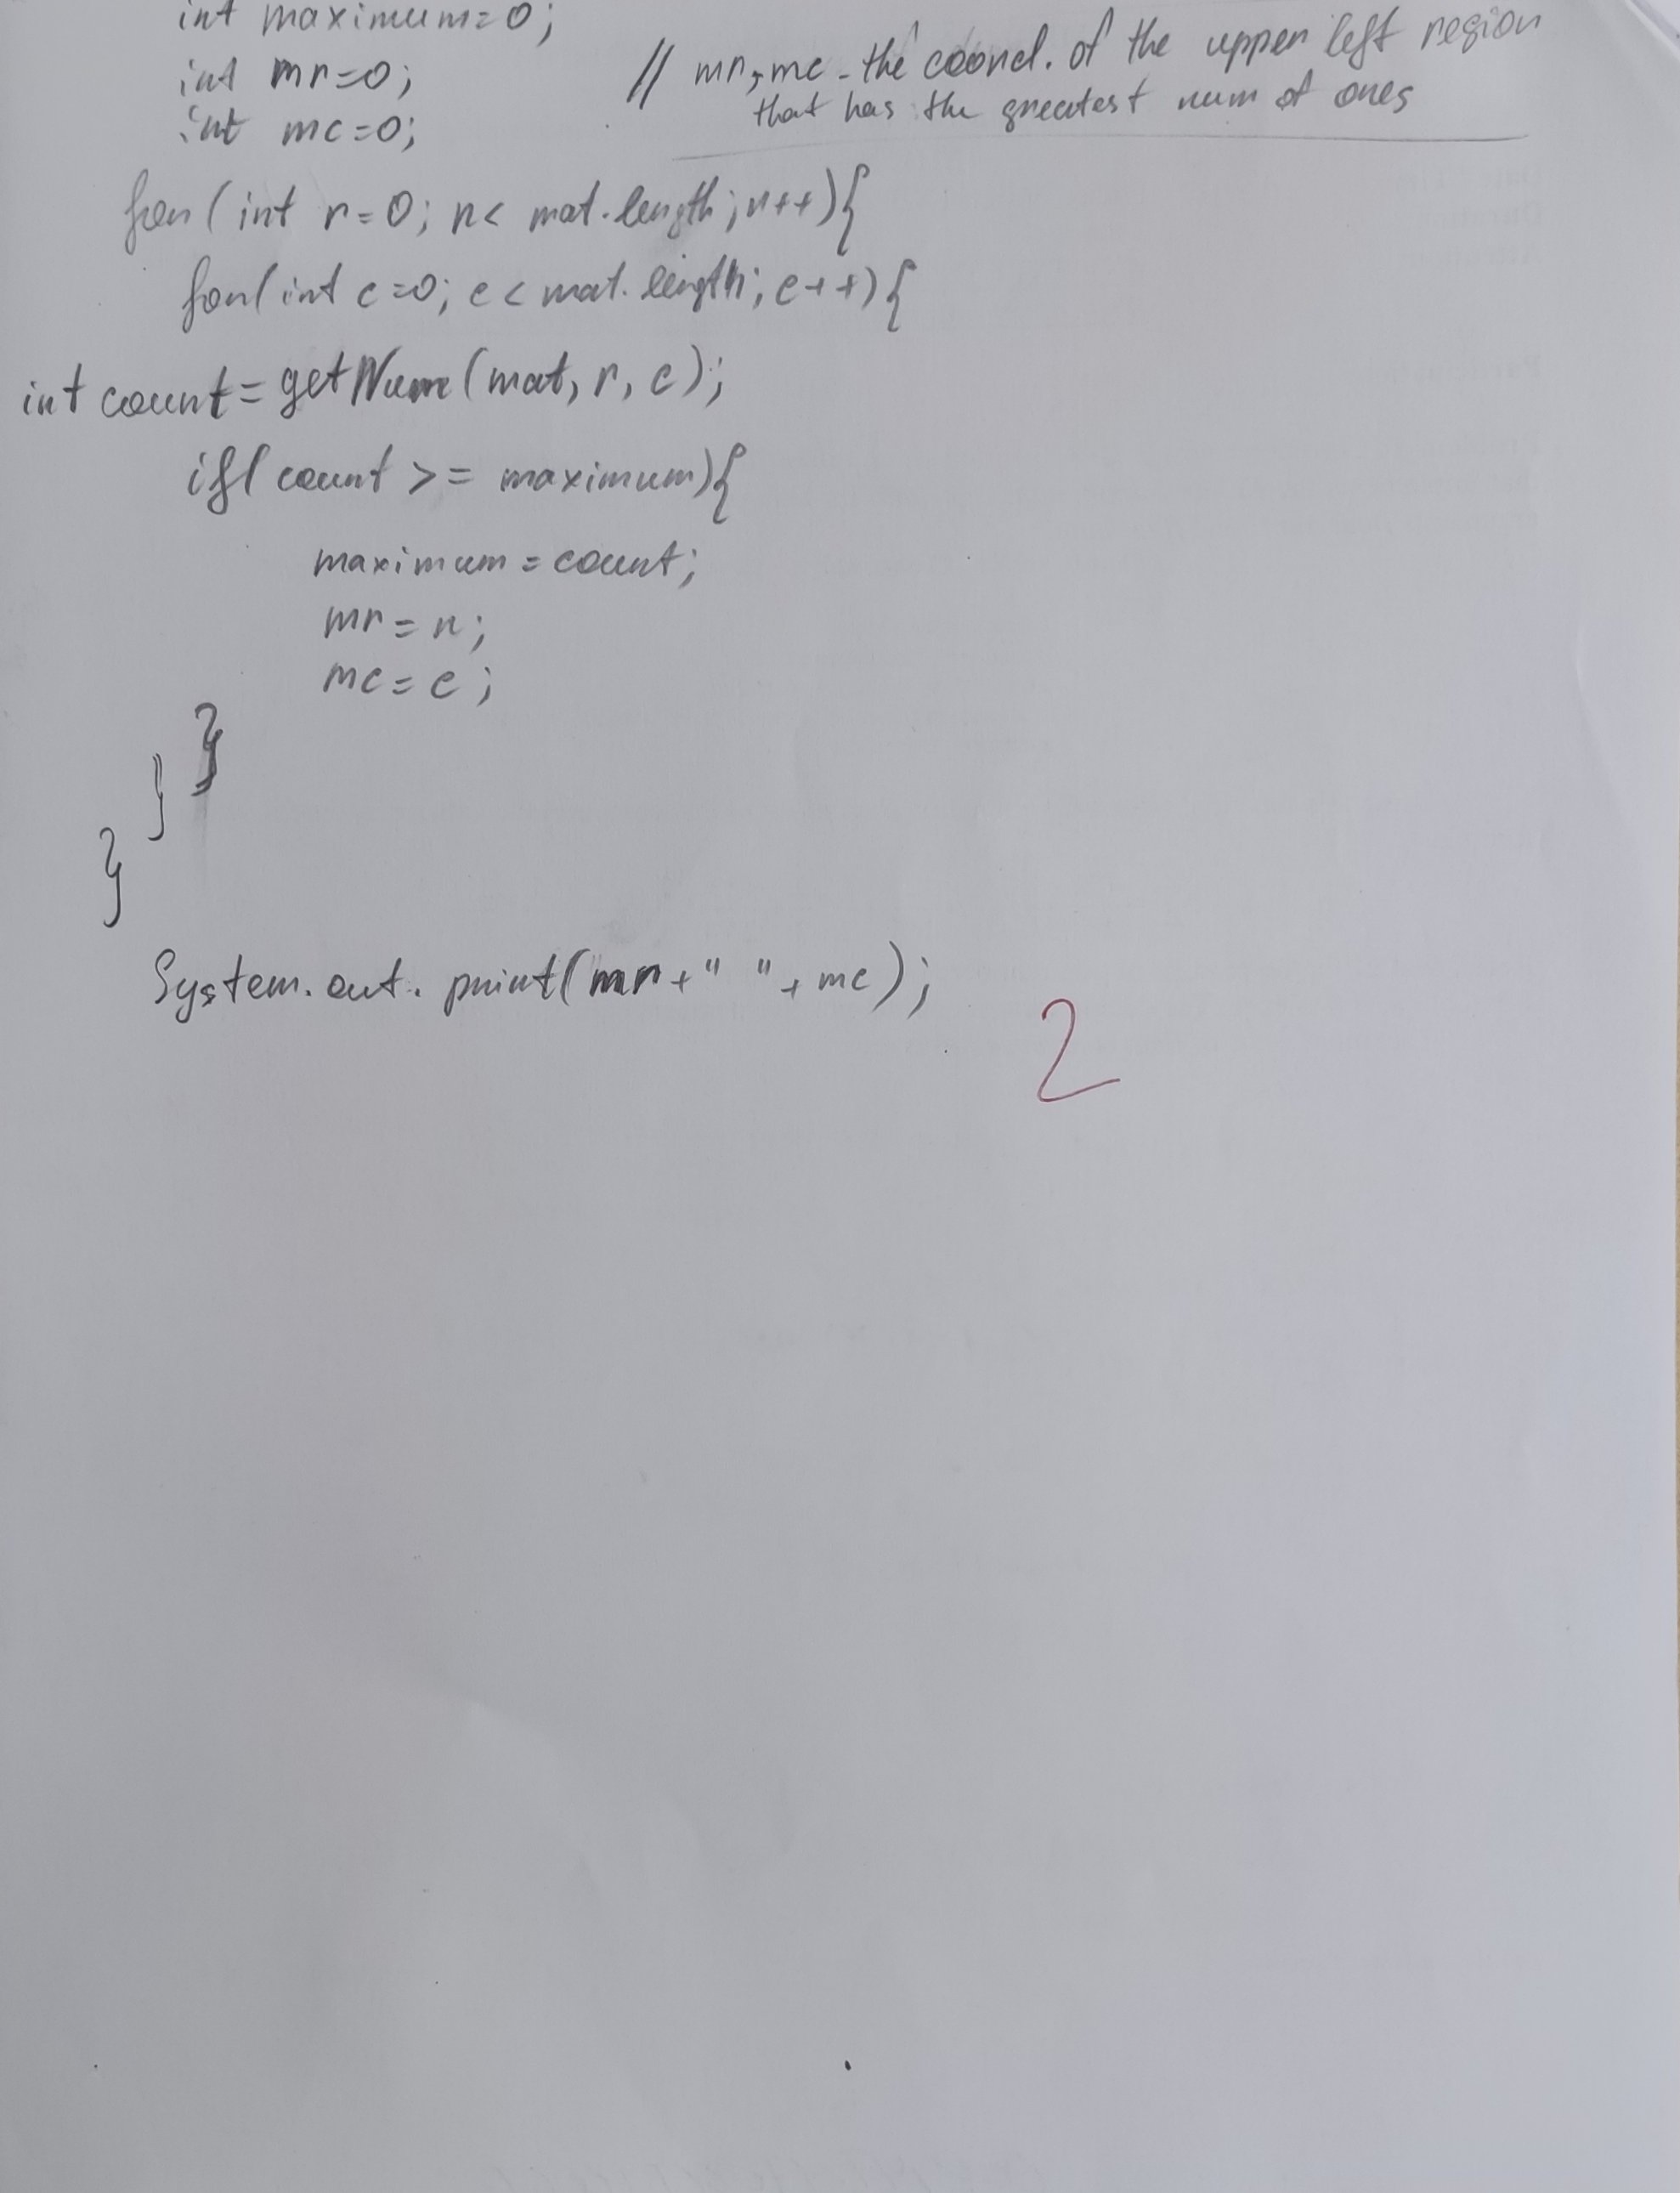 int maximum=0;
int mr=0;
int mc=0;
// mr, mc - the coord. of the upper left region
that has the greatest num of ones
for(int r=0; r< mat.length; r++){
for(int c=0; c< mat.length; c++){
int count=getNum(mat, r, c);
if(count >= maximum){
maximum=count;
mr=r;
mc=c;
}
}
}
System.out.print(mr+" "+mc);
2